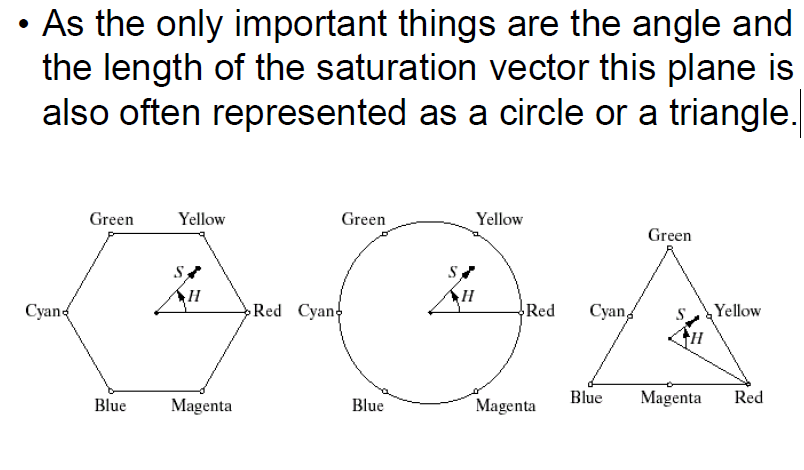 • As the only important things are the angle and
the length of the saturation vector this plane is
also often represented as a circle or a triangle.
Green Yellow
S
H
Cyan Red
Blue Magenta
Green Yellow
S
H
Cyan Red
Blue Magenta
Green
Cyan S Yellow
H
Blue Magenta Red